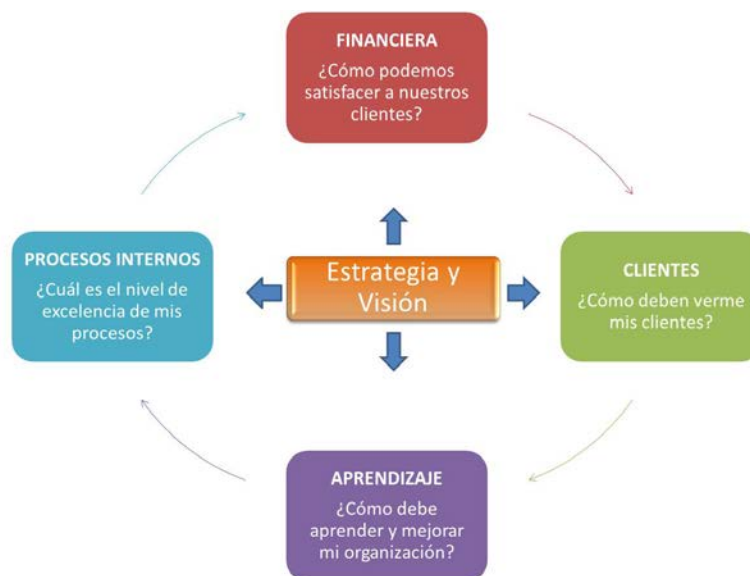 FINANCIERA
¿Cómo podemos
satisfacer a nuestros
clientes?
PROCESOS INTERNOS
¿Cuál es el nivel de
excelencia de mis
procesos?
Estrategia y
Visión
CLIENTES
¿Cómo deben verme
mis clientes?
APRENDIZAJE
¿Cómo debe
aprender y mejorar
mi organización?